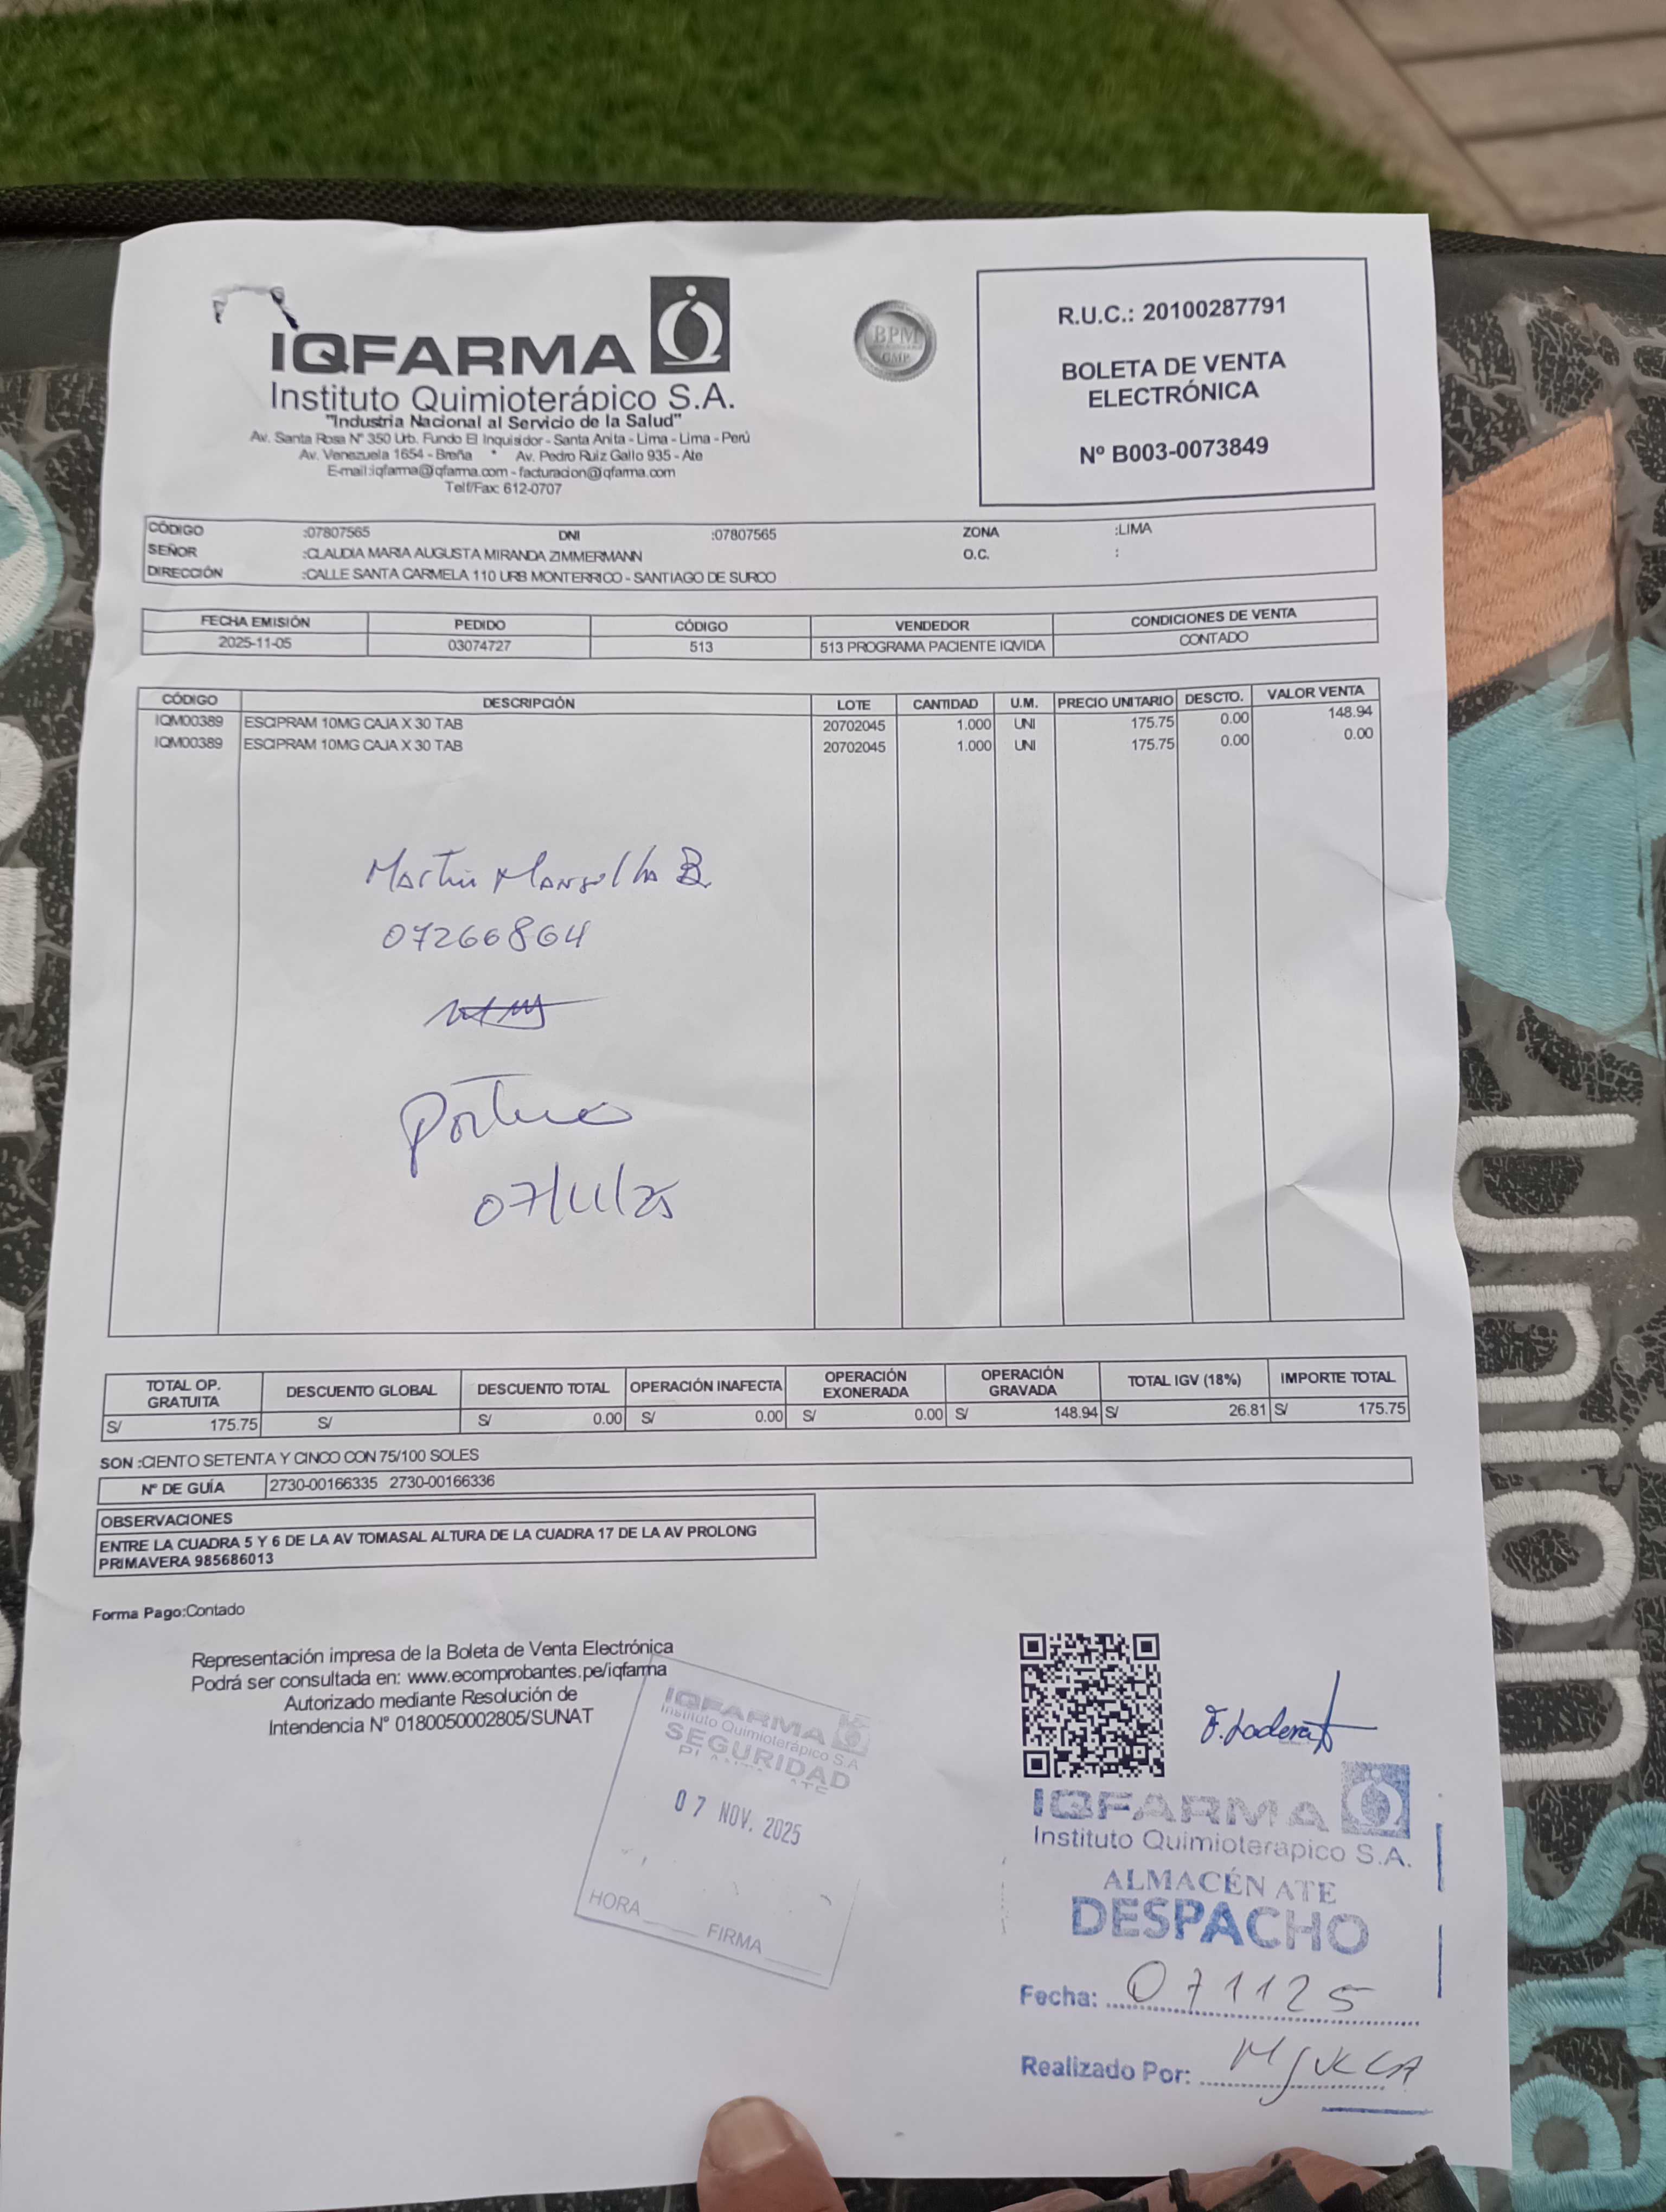 IQFARMA
Instituto Quimioterápico S.A.
"Industria Nacional al Servicio de la Salud"
Av. Santa Rosa N° 350 Urb. Fundo El Inquisidor - Santa Anita - Lima - Lima - Perú
Av. Venezuela 1654 - Breña * Av. Pedro Ruiz Gallo 935 - Ate
E-mail:iqfarma@iqfarma.com - facturacion@iqfarma.com
Telf/Fax: 612-0707
BPM
GMP
R.U.C.: 20100287791
BOLETA DE VENTA
ELECTRÓNICA
Nº B003-0073849
CÓDIGO :07807565 DNI :07807565 ZONA :LIMA
SEÑOR :CLAUDIA MARIA AUGUSTA MIRANDA ZIMMERMANN O.C. :
DIRECCIÓN :CALLE SANTA CARMELA 110 URB MONTERRICO - SANTIAGO DE SURCO
FECHA EMISIÓN PEDIDO CÓDIGO VENDEDOR CONDICIONES DE VENTA
2025-11-05 03074727 513 513 PROGRAMA PACIENTE IQVIDA CONTADO
CÓDIGO DESCRIPCIÓN LOTE CANTIDAD U.M. PRECIO UNITARIO DESCTO. VALOR VENTA
IQM00389 ESCIPRAM 10MG CAJA X 30 TAB 20702045 1.000 UNI 175.75 0.00 148.94
IQM00389 ESCIPRAM 10MG CAJA X 30 TAB 20702045 1.000 UNI 175.75 0.00 0.00
Martin B.
07266864
07/11/25
TOTAL OP. GRATUITA DESCUENTO GLOBAL DESCUENTO TOTAL OPERACIÓN INAFECTA OPERACIÓN EXONERADA OPERACIÓN GRAVADA TOTAL IGV (18%) IMPORTE TOTAL
S/ 175.75 S/ S/ 0.00 S/ 0.00 S/ 0.00 S/ 148.94 S/ 26.81 S/ 175.75
SON :CIENTO SETENTA Y CINCO CON 75/100 SOLES
N° DE GUÍA 2730-00166335 2730-00166336
OBSERVACIONES
ENTRE LA CUADRA 5 Y 6 DE LA AV TOMASAL ALTURA DE LA CUADRA 17 DE LA AV PROLONG
PRIMAVERA 985686013
Forma Pago:Contado
Representación impresa de la Boleta de Venta Electrónica
Podrá ser consultada en: www.ecomprobantes.pe/iqfarma
Autorizado mediante Resolución de
Intendencia N° 0180050002805/SUNAT
IQFARMA
Instituto Quimioterápico S.A
SEGURIDAD
07 NOV. 2025
HORA FIRMA
IQFARMA
Instituto Quimioterapico S.A.
ALMACÉN ATE
DESPACHO
Fecha: 071125
Realizado Por: